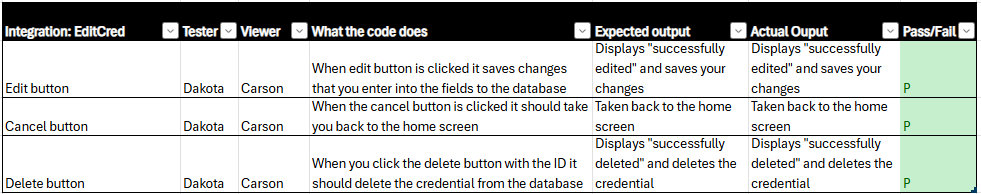 Integration: EditCred Tester Viewer What the code does Expected output Actual Ouput Pass/Fail
Edit button Dakota Carson When edit button is clicked it saves changes that you enter into the fields to the database Displays "successfully edited" and saves your changes Displays "successfully edited" and saves your changes P
Cancel button Dakota Carson When the cancel button is clicked it should take you back to the home screen Taken back to the home screen Taken back to the home screen P
Delete button Dakota Carson When you click the delete button with the ID it should delete the credential from the database Displays "successfully deleted" and deletes the credential Displays "successfully deleted" and deletes the credential P